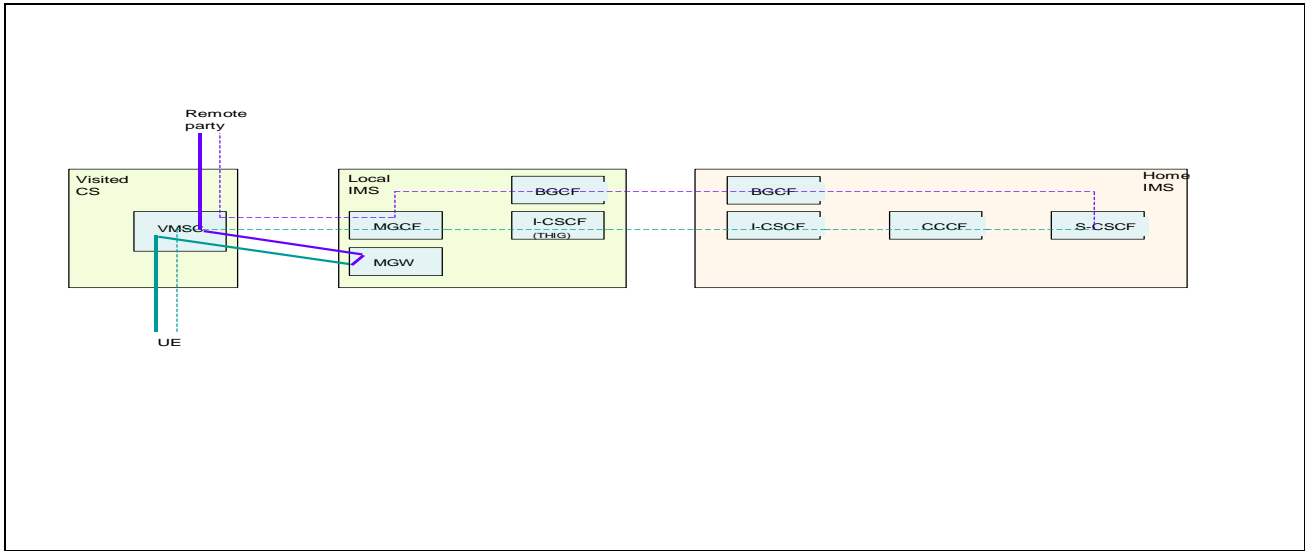 Remote
party
Visited
CS
VMSC
UE
Local
IMS
BGCF
MGCF
I-CSCF
(THIG)
MGW
Home
IMS
BGCF
I-CSCF
CCCF
S-CSCF